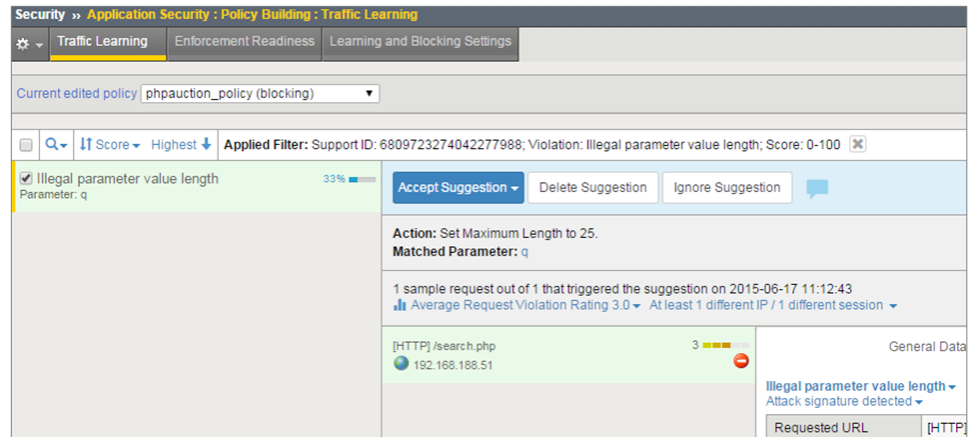 Security » Application Security : Policy Building : Traffic Learning
Traffic Learning Enforcement Readiness Learning and Blocking Settings
Current edited policy phpauction_policy (blocking)
Score Highest Applied Filter: Support ID: 6809723274042277988; Violation: Illegal parameter value length; Score: 0-100
Illegal parameter value length 33%
Parameter: q
Accept Suggestion Delete Suggestion Ignore Suggestion
Action: Set Maximum Length to 25.
Matched Parameter: q
1 sample request out of 1 that triggered the suggestion on 2015-06-17 11:12:43
Average Request Violation Rating 3.0 At least 1 different IP / 1 different session
[HTTP] /search.php 3
192.168.188.51
General Data
Illegal parameter value length
Attack signature detected
Requested URL [HTTP]